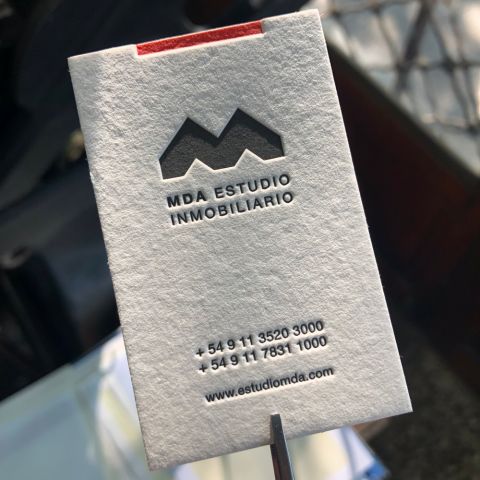 MDA ESTUDIO
INMOBILIARIO
+ 54 9 11 3520 3000
+ 54 9 11 7831 1000
www.estudiomda.com